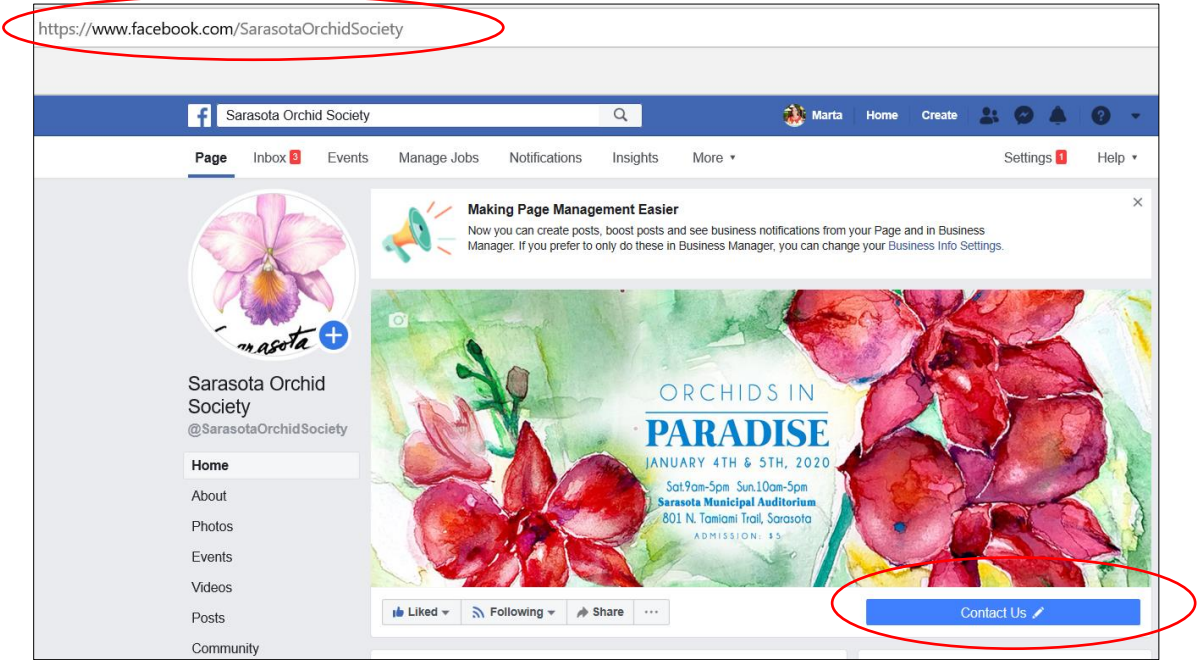 https://www.facebook.com/SarasotaOrchidSociety
Sarasota Orchid Society
Marta Home Create
Page Inbox 3 Events Manage Jobs Notifications Insights More Settings 1 Help
Making Page Management Easier
Now you can create posts, boost posts and see business notifications from your Page and in Business
Manager. If you prefer to only do these in Business Manager, you can change your Business Info Settings.
Sarasota
Sarasota Orchid
Society
@SarasotaOrchidSociety
Home
About
Photos
Events
Videos
Posts
Community
ORCHIDS IN
PARADISE
JANUARY 4TH & 5TH, 2020
Sat.9am-5pm Sun.10am-5pm
Sarasota Municipal Auditorium
801 N. Tamiami Trail, Sarasota
ADMISSION: $5
Liked Following Share ...
Contact Us